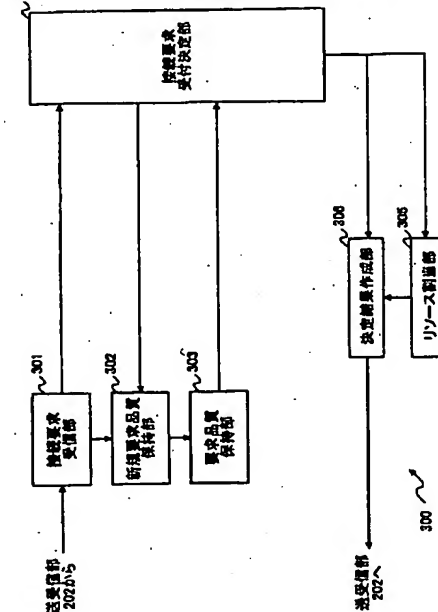 送受信部
202から
301
接続要求
受信部
302
新規要求品質
保持部
303
要求品質
保持部
接続要求
受付決定部
306
決定結果作成部
305
リソース割当部
送受信部
202へ
300